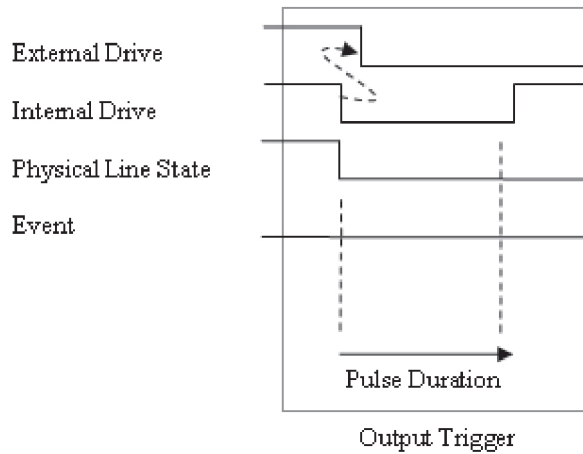 External Drive
Internal Drive
Physical Line State
Event
Pulse Duration
Output Trigger